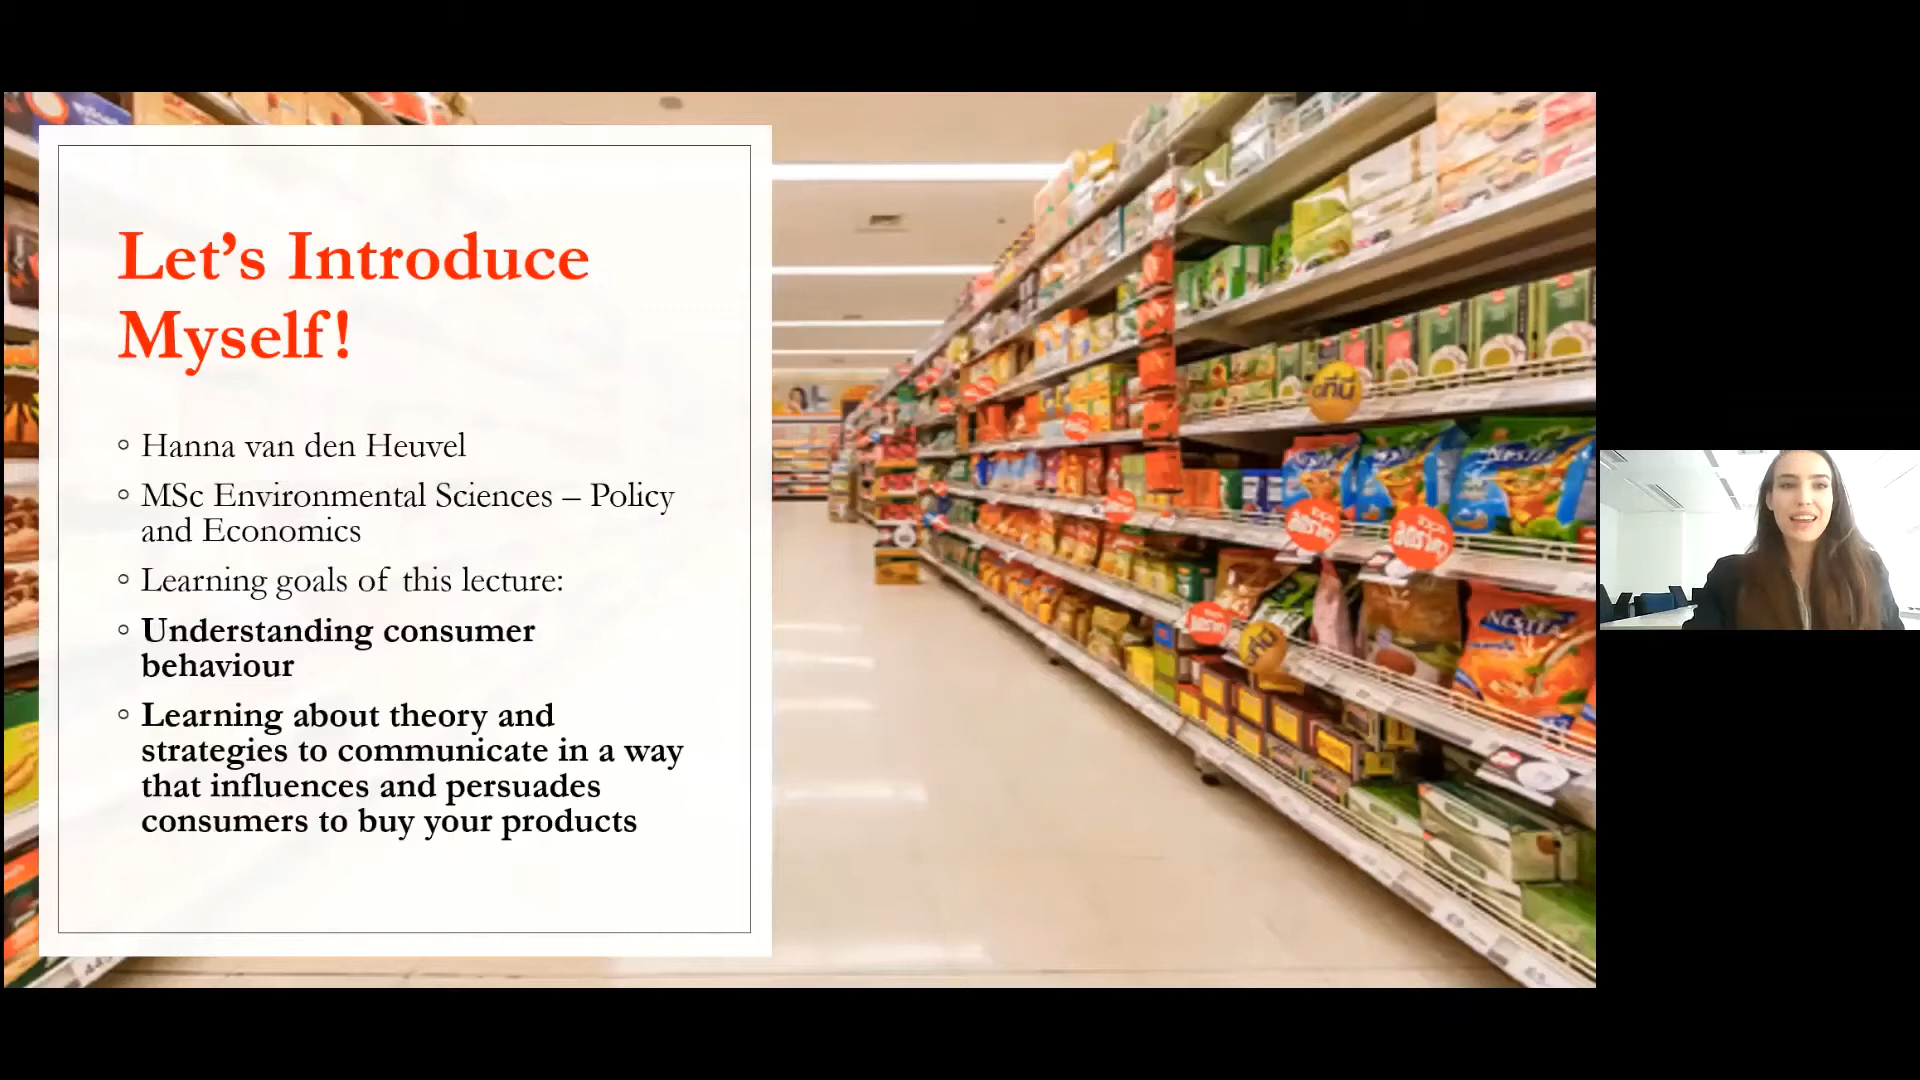 Let’s Introduce
Myself!
Hanna van den Heuvel
MSc Environmental Sciences – Policy
and Economics
Learning goals of this lecture:
Understanding consumer
behaviour
Learning about theory and
strategies to communicate in a way
that influences and persuades
consumers to buy your products
NESTEA
NESTEA